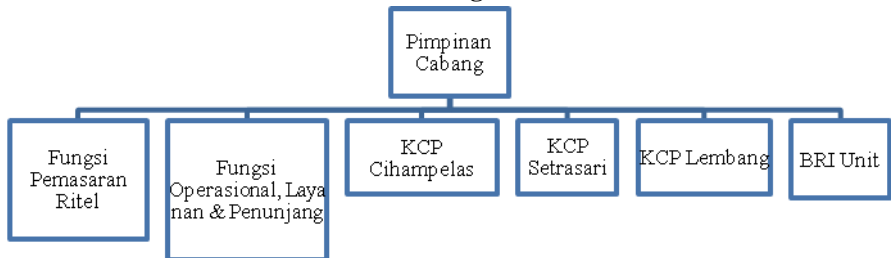 Pimpinan
Cabang
Fungsi
Pemasaran
Ritel
Fungsi
Operasional, Laya
nan & Penunjang
KCP
Cihampelas
KCP
Setrasari
KCP Lembang
BRI Unit